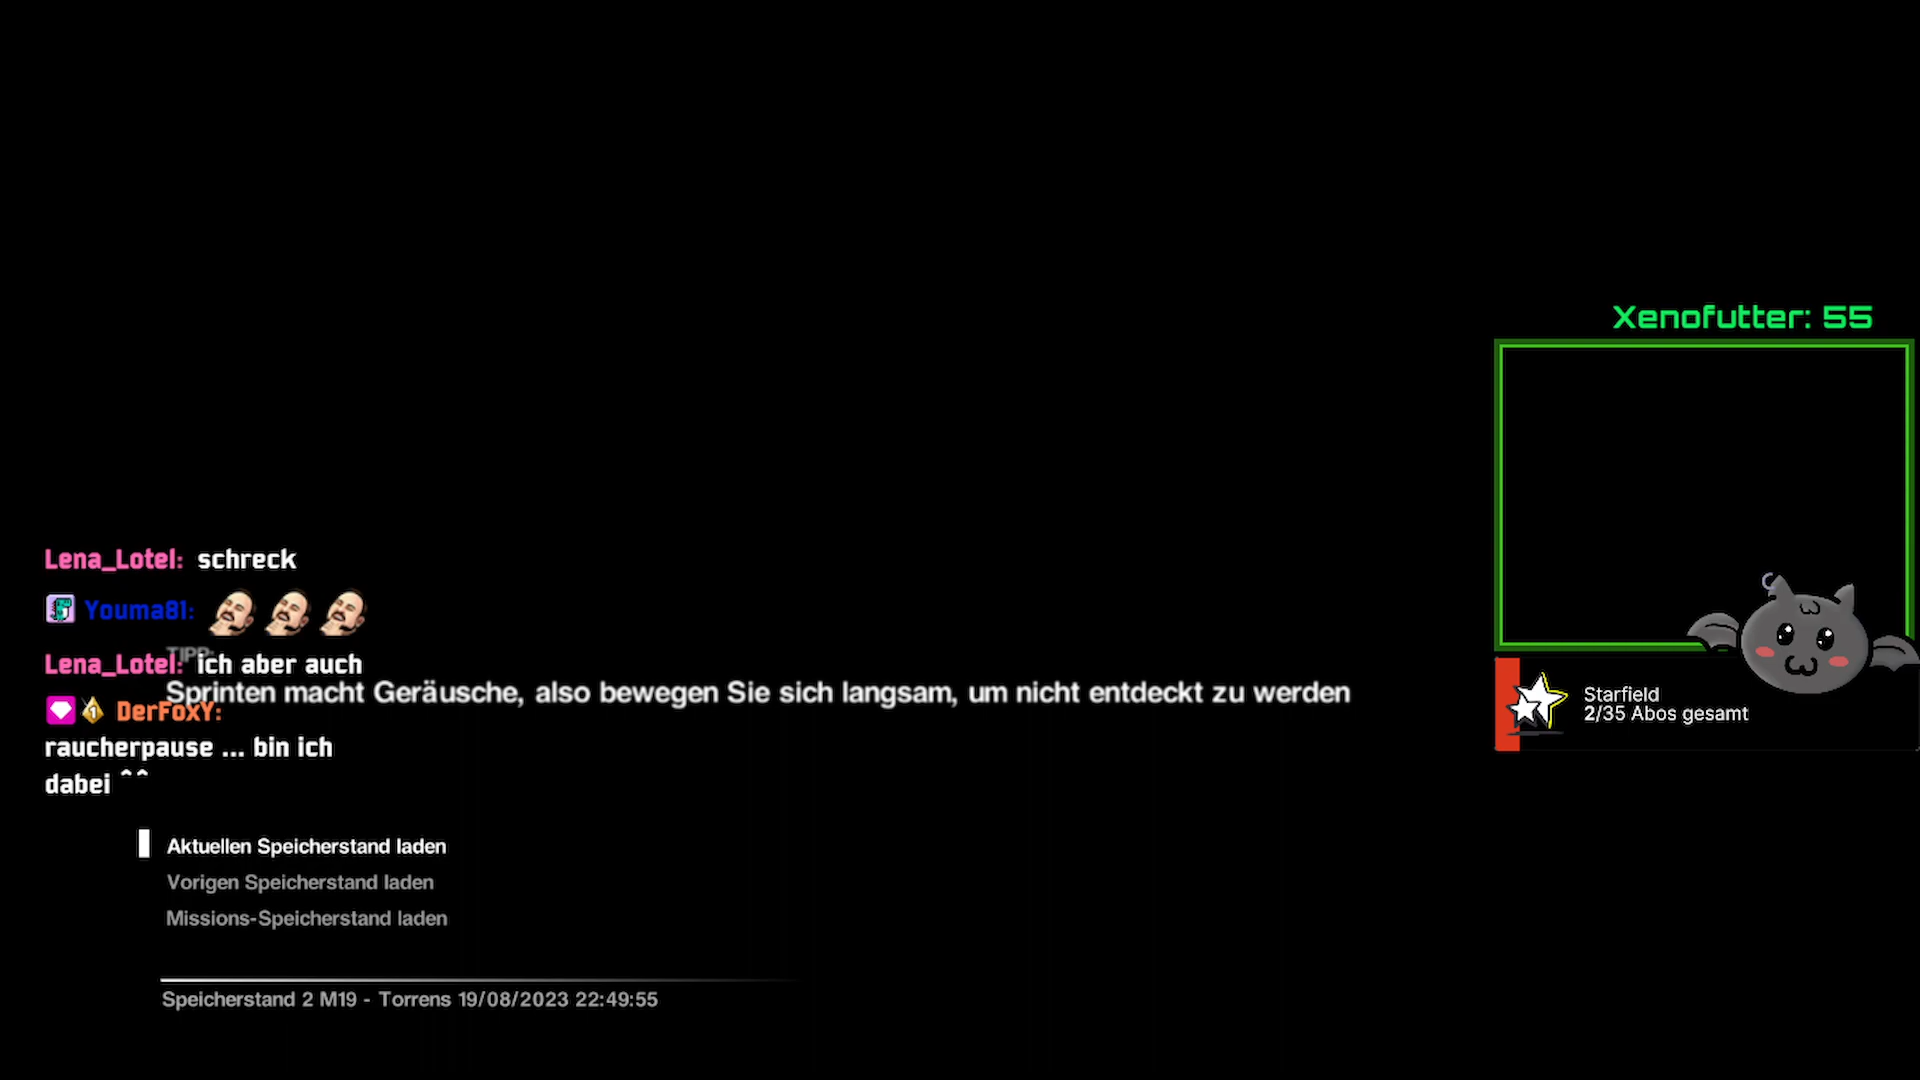 Xenofutter: 55
Lena_Lotel: schreck
Youma81:
TIPP:
Lena_Lotel: ich aber auch
Sprinten macht Geräusche, also bewegen Sie sich langsam, um nicht entdeckt zu werden
DerFoxY:
raucherpause ... bin ich
dabei ^^
Starfield
2/35 Abos gesamt
Aktuellen Speicherstand laden
Vorigen Speicherstand laden
Missions-Speicherstand laden
Speicherstand 2 M19 - Torrens 19/08/2023 22:49:55